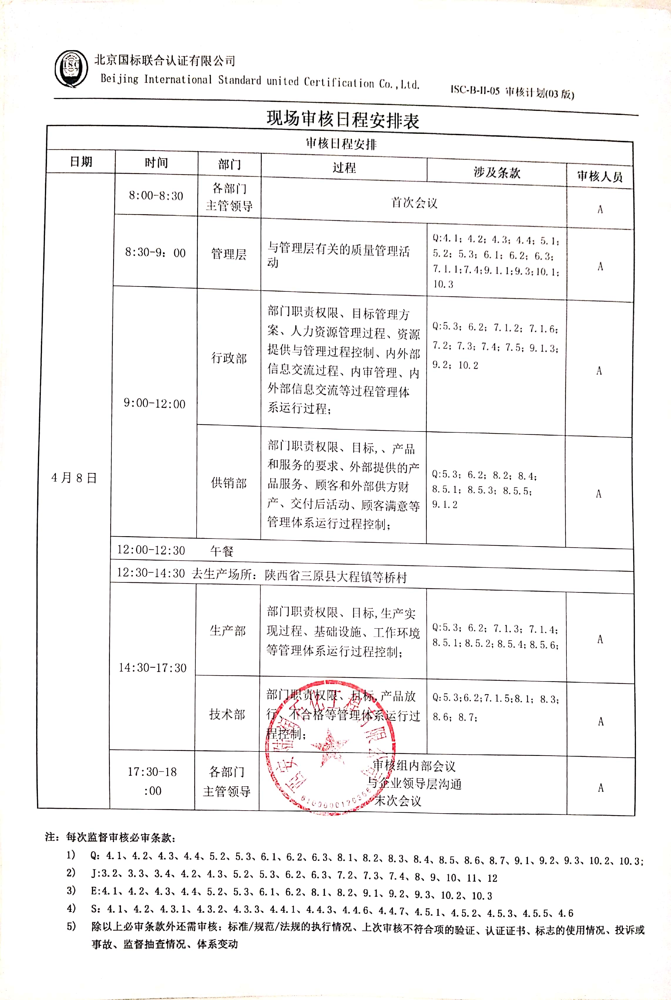 ISC
北京国标联合认证有限公司
Beijing International Standard united Certification Co.,Ltd.
ISC-B-II-05 审核计划(03版)
现场审核日程安排表
审核日程安排
日期 时间 部门 过程 涉及条款 审核人员
4月8日
8:00-8:30
各部门
主管领导
首次会议
A
8:30-9：00
管理层
与管理层有关的质量管理活
动
Q:4.1；4.2；4.3；4.4；5.1；
5.2；5.3；6.1；6.2；6.3；
7.1.1;7.4;9.1.1;9.3;10.1;
10.3
A
9:00-12:00
行政部
部门职责权限、目标管理方
案、人力资源管理过程、资源
提供与管理过程控制、内外部
信息交流过程、内审管理、内
外部信息交流等过程管理体
系运行过程；
Q:5.3；6.2；7.1.2；7.1.6；
7.2；7.3；7.4；7.5；9.1.3；
9.2；10.2
A
供销部
部门职责权限、目标,、产品
和服务的要求、外部提供的产
品服务、顾客和外部供方财
产、交付后活动、顾客满意等
管理体系运行过程控制；
Q:5.3；6.2；8.2；8.4；
8.5.1；8.5.3；8.5.5；
9.1.2
A
12:00-12:30 午餐
12:30-14:30 去生产场所：陕西省三原县大程镇等桥村
14:30-17:30
生产部
部门职责权限、目标,生产实
现过程、基础设施、工作环境
等管理体系运行过程控制；
Q:5.3；6.2；7.1.3；7.1.4；
8.5.1;8.5.2;8.5.4;8.5.6;
A
技术部
部门职责权限、目标,产品放
行、不合格等管理体系运行过
程控制；
Q:5.3;6.2;7.1.5;8.1；8.3；
8.6；8.7；
A
17:30-18
:00
各部门
主管领导
审核组内部会议
与企业领导层沟通
末次会议
A
注：每次监督审核必审条款：
1) Q：4.1、4.2、4.3、4.4、5.2、5.3、6.1、6.2、6.3、8.1、8.2、8.3、8.4、8.5、8.6、8.7、9.1、9.2、9.3、10.2、10.3；
2) J:3.2、3.3、3.4、4.2、4.3、5.2、5.3、6.2、6.3、7.2、7.3、7.4、8、9、10、11、12
3) E:4.1、4.2、4.3、4.4、5.2、5.3、6.1、6.2、8.1、8.2、9.1、9.2、9.3、10.2、10.3
4) S：4.1、4.2、4.3.1、4.3.2、4.3.3、4.4.1、4.4.3、4.4.6、4.4.7、4.5.1、4.5.2、4.5.3、4.5.5、4.6
5) 除以上必审条款外还需审核：标准/规范/法规的执行情况、上次审核不符合项的验证、认证证书、标志的使用情况、投诉或
事故、监督抽查情况、体系变动